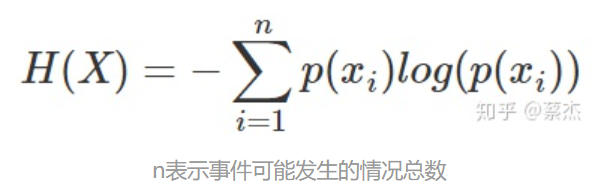 H(X) = − ∑_{i=1}^{n} p(x_i)log(p(x_i))
知乎 @蔡杰
n表示事件可能发生的情况总数